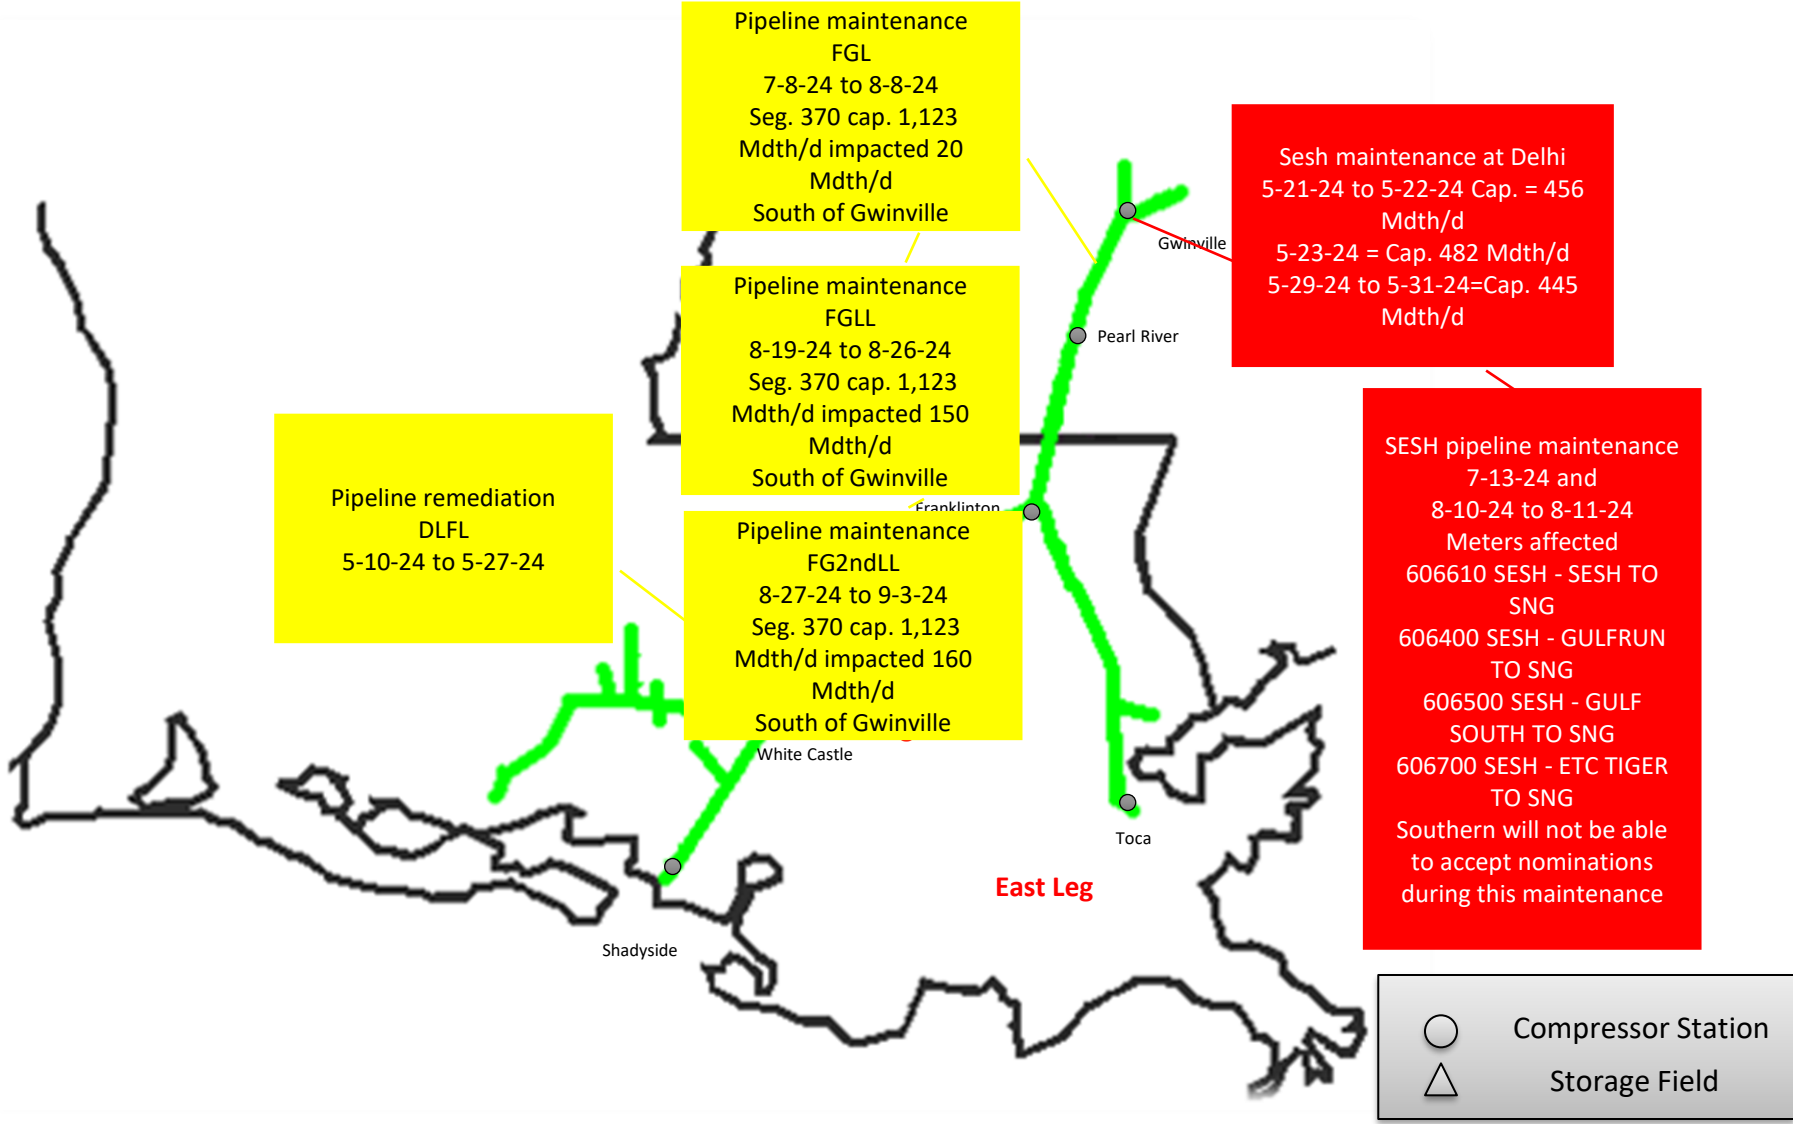 Pipeline maintenance
FGL
7-8-24 to 8-8-24
Seg. 370 cap. 1,123
Mdth/d impacted 20
Mdth/d
South of Gwinville
Sesh maintenance at Delhi
5-21-24 to 5-22-24 Cap. = 456
Mdth/d
5-23-24 = Cap. 482 Mdth/d
5-29-24 to 5-31-24=Cap. 445
Mdth/d
Gwinville
Pipeline maintenance
FGLL
8-19-24 to 8-26-24
Seg. 370 cap. 1,123
Mdth/d impacted 150
Mdth/d
South of Gwinville
Pearl River
SESH pipeline maintenance
7-13-24 and
8-10-24 to 8-11-24
Meters affected
606610 SESH - SESH TO
SNG
606400 SESH - GULFRUN
TO SNG
606500 SESH - GULF
SOUTH TO SNG
606700 SESH - ETC TIGER
TO SNG
Southern will not be able
to accept nominations
during this maintenance
Pipeline remediation
DLFL
5-10-24 to 5-27-24
Franklinton
Pipeline maintenance
FG2ndLL
8-27-24 to 9-3-24
Seg. 370 cap. 1,123
Mdth/d impacted 160
Mdth/d
South of Gwinville
White Castle
Toca
East Leg
Shadyside
Compressor Station
Storage Field